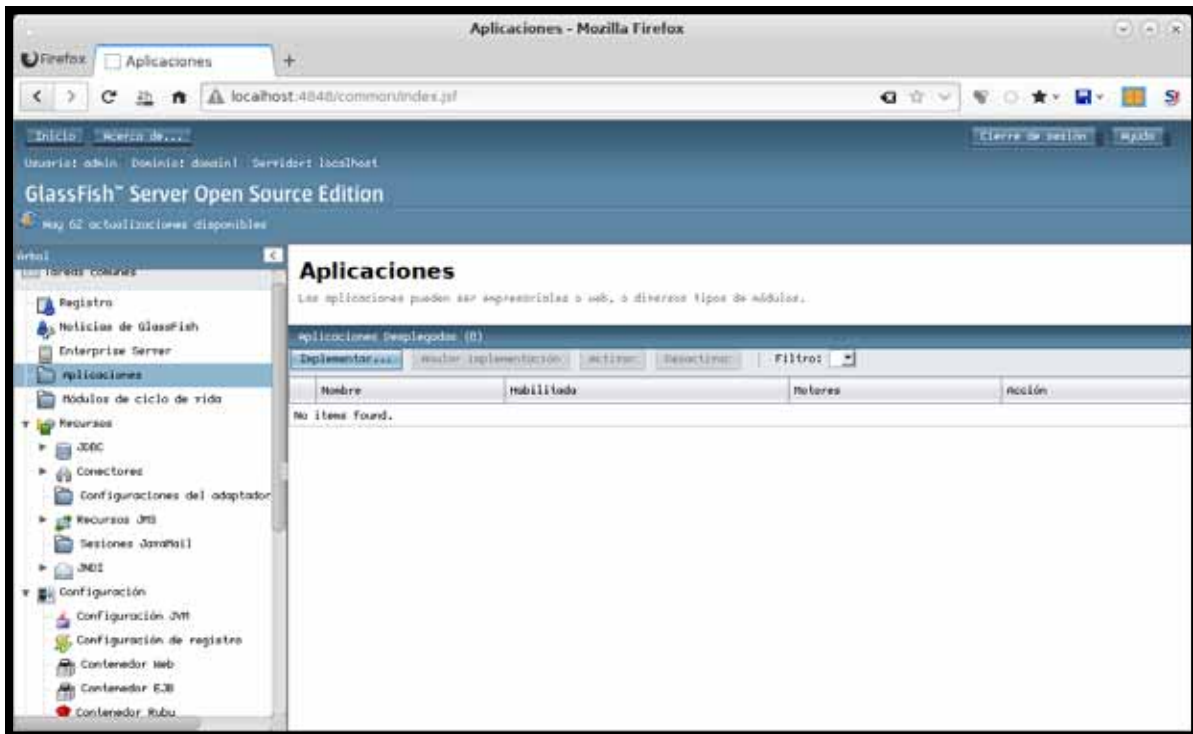 Aplicaciones - Mozilla Firefox
Firefox Aplicaciones +
localhost:4848/common/index.jsf
Inicio Acerca de... Cierre de sesión Ayuda
Usuario: admin Dominio: domain1 Servidor: localhost
GlassFish™ Server Open Source Edition
Hay 62 actualizaciones disponibles
Árbol
Tareas comunes
Registro
Noticias de GlassFish
Enterprise Server
Aplicaciones
Módulos de ciclo de vida
Recursos
JDBC
Conectores
Configuraciones del adaptador
Recursos JMS
Sesiones JavaMail
JNDI
Configuración
Configuración JVM
Configuración de registro
Contenedor Web
Contenedor EJB
Contenedor Ruby
Aplicaciones
Las aplicaciones pueden ser empresariales o web, o diversos tipos de módulos.
Aplicaciones Desplegadas (0)
Implementar... Anular implementación Activar Desactivar Filtro:
Nombre Habilitado Motores Acción
No items found.